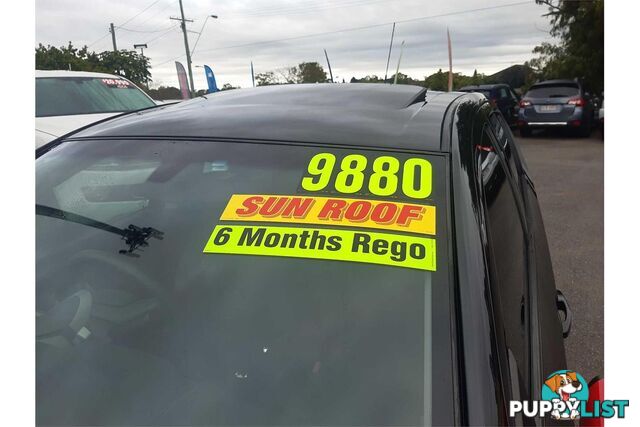 9880
SUN ROOF
6 Months Rego
PUPPYLIST